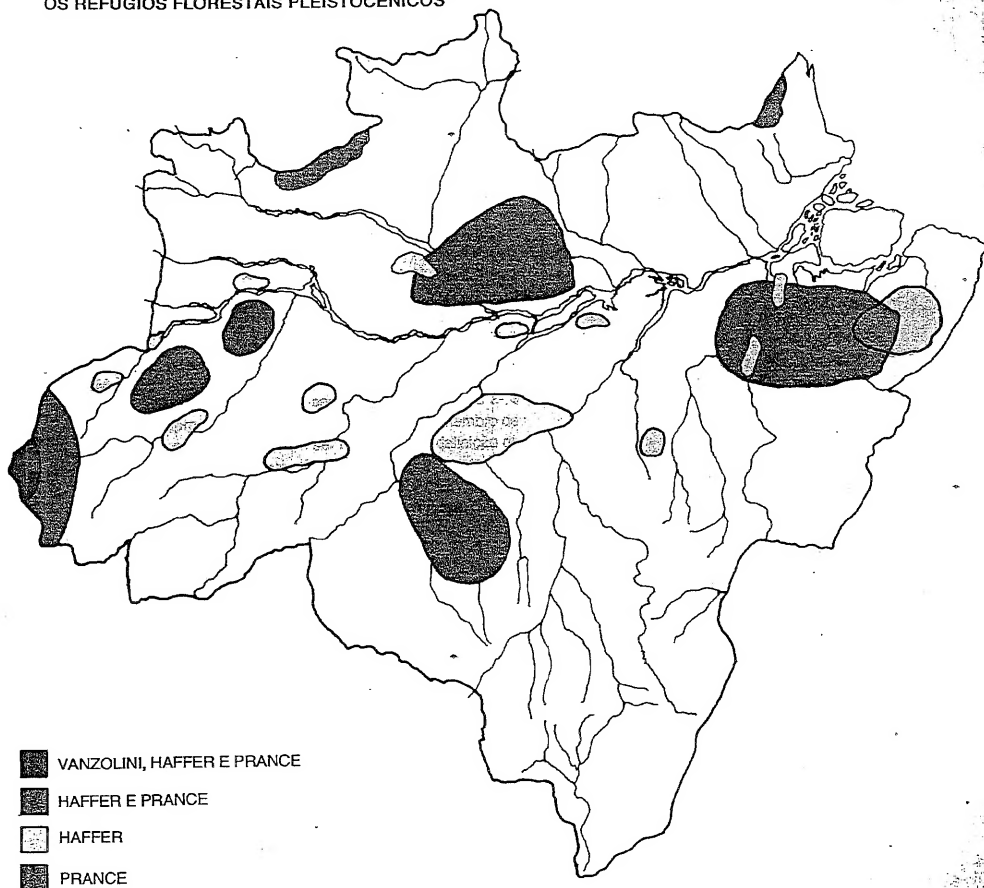 OS REFÚGIOS FLORESTAIS PLEISTOCÊNICOS
VANZOLINI, HAFFER E PRANCE
HAFFER E PRANCE
HAFFER
PRANCE